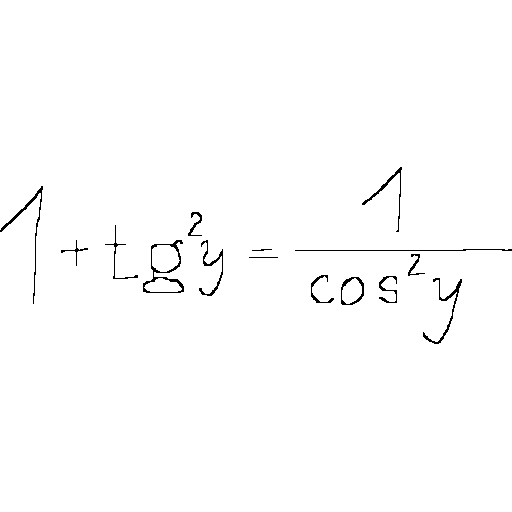 1 + tg²y = 1 / cos²y